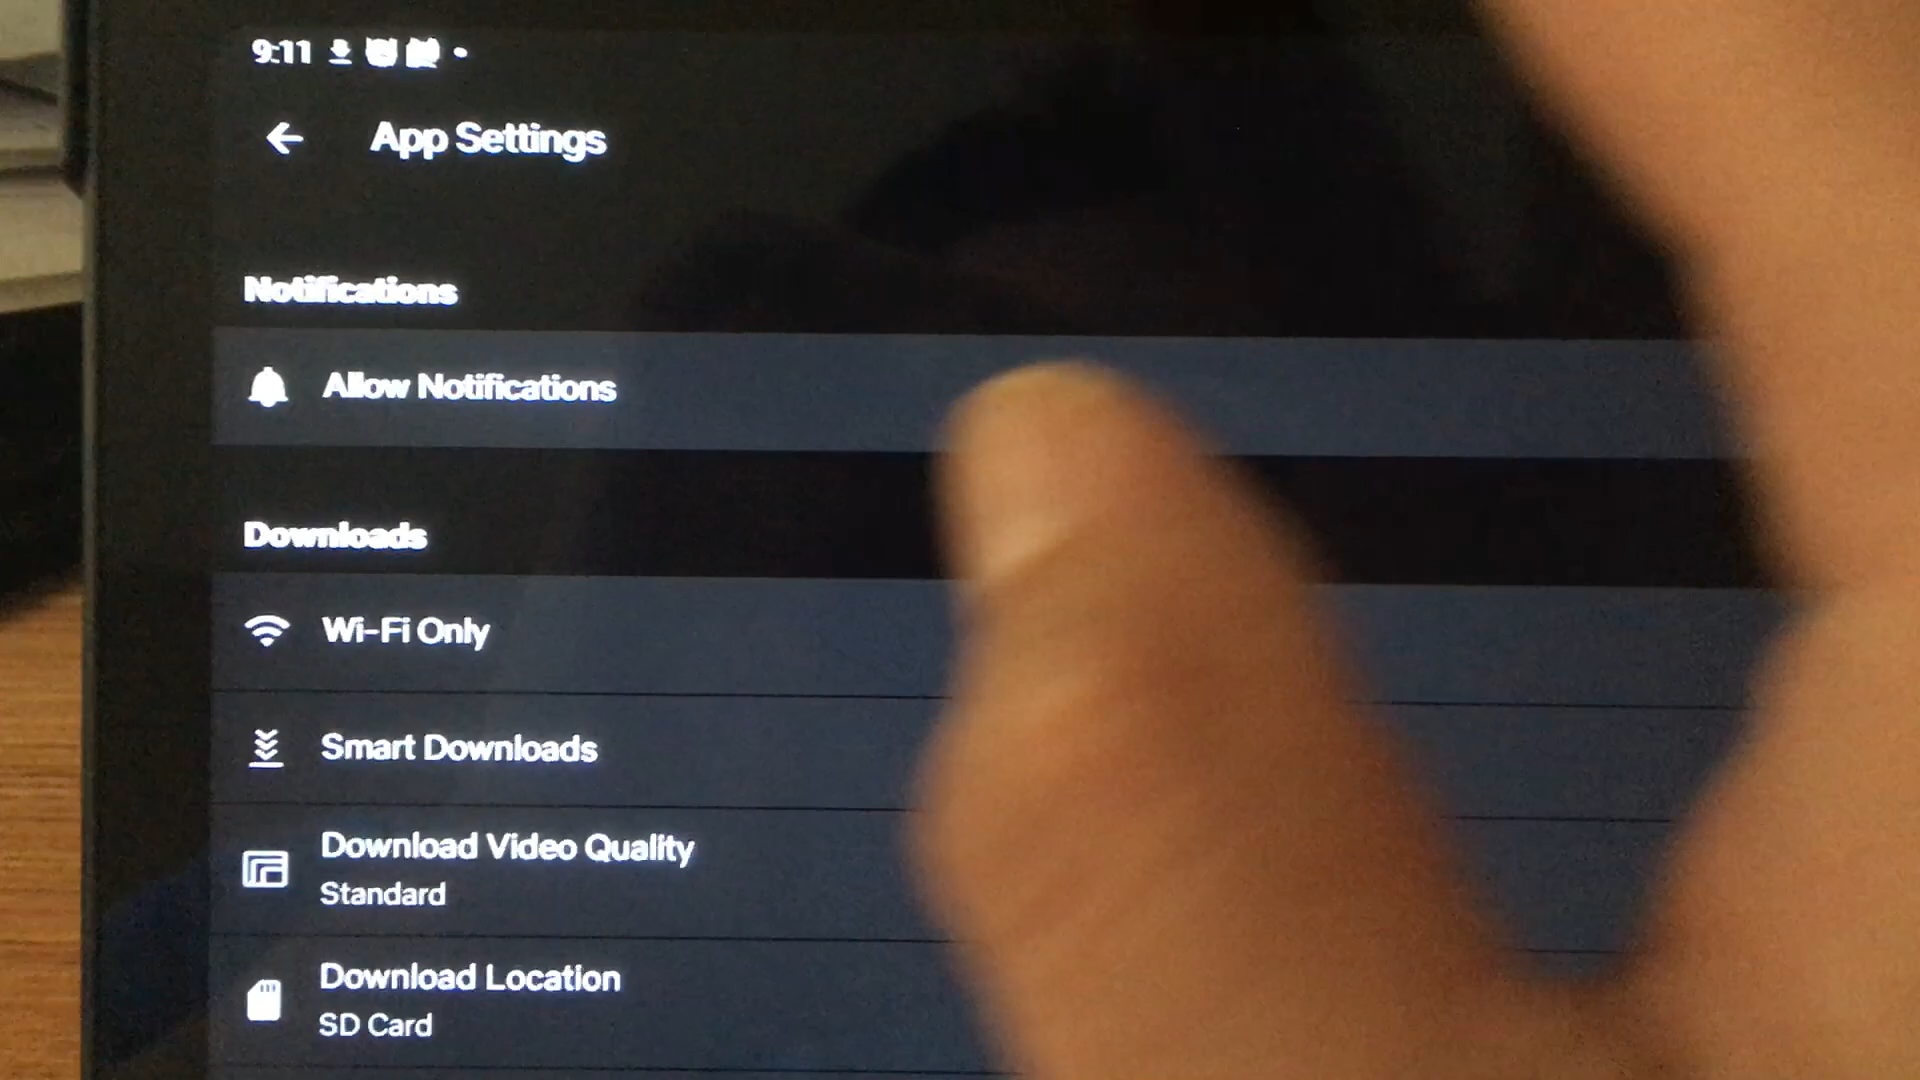 9:11
App Settings
Notifications
Allow Notifications
Downloads
Wi-Fi Only
Smart Downloads
Download Video Quality
Standard
Download Location
SD Card